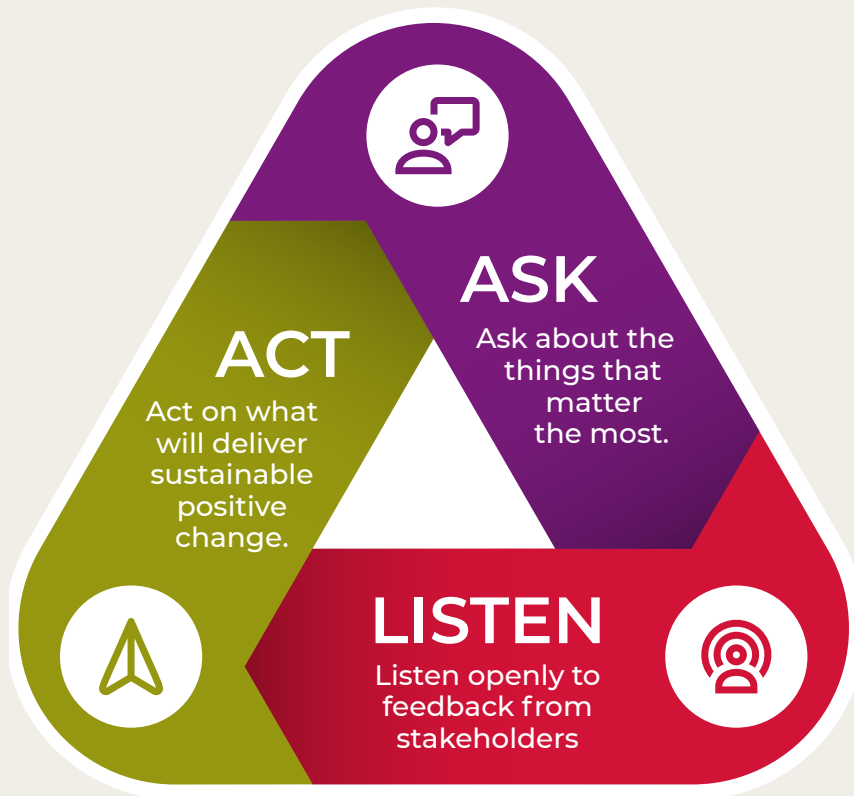 ASK
Ask about the
things that
matter
the most.
ACT
Act on what
will deliver
sustainable
positive
change.
LISTEN
Listen openly to
feedback from
stakeholders